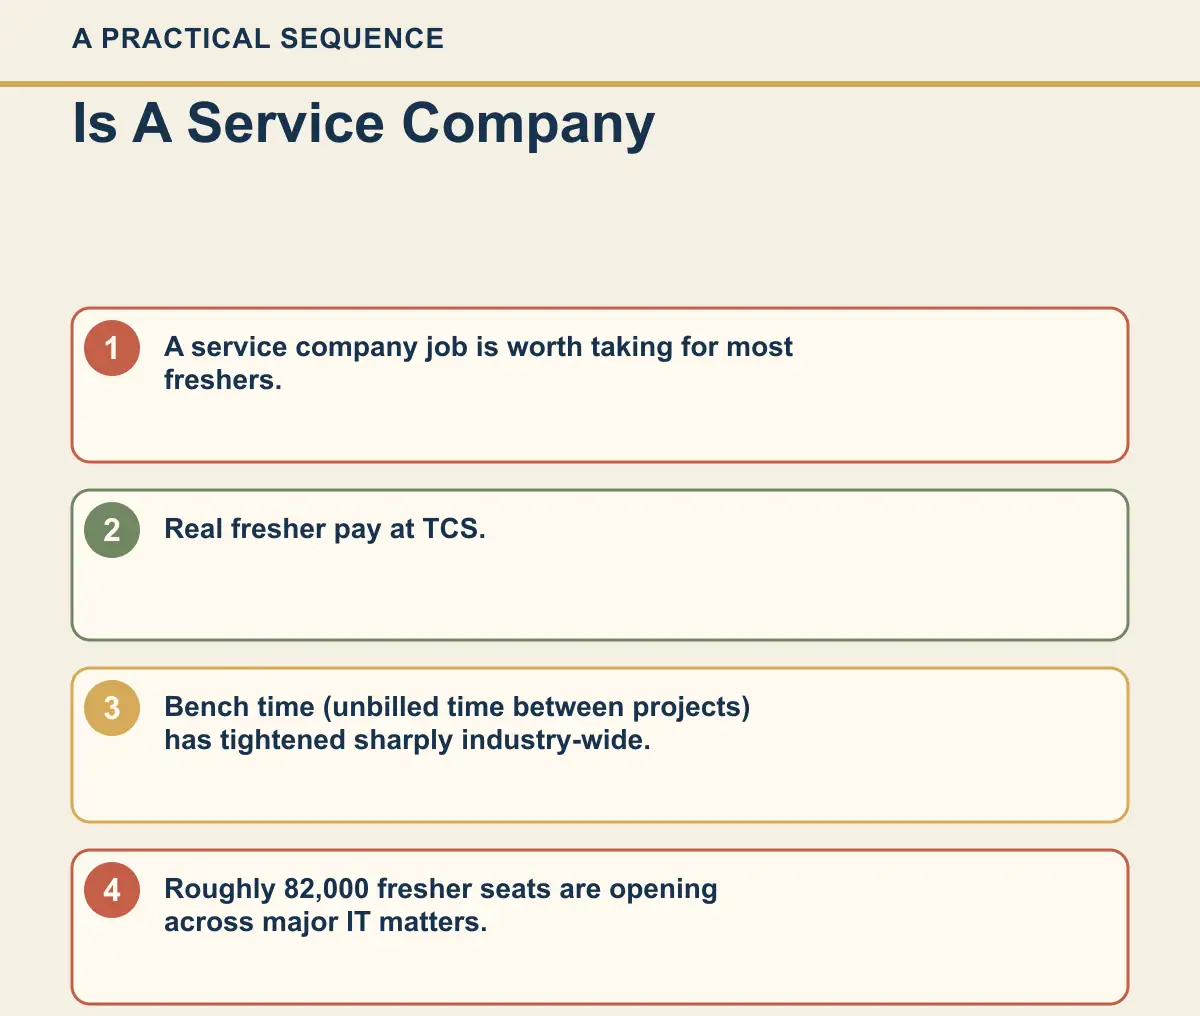 A PRACTICAL SEQUENCE
Is A Service Company
1
A service company job is worth taking for most
freshers.
2
Real fresher pay at TCS.
3
Bench time (unbilled time between projects)
has tightened sharply industry-wide.
4
Roughly 82,000 fresher seats are opening
across major IT matters.